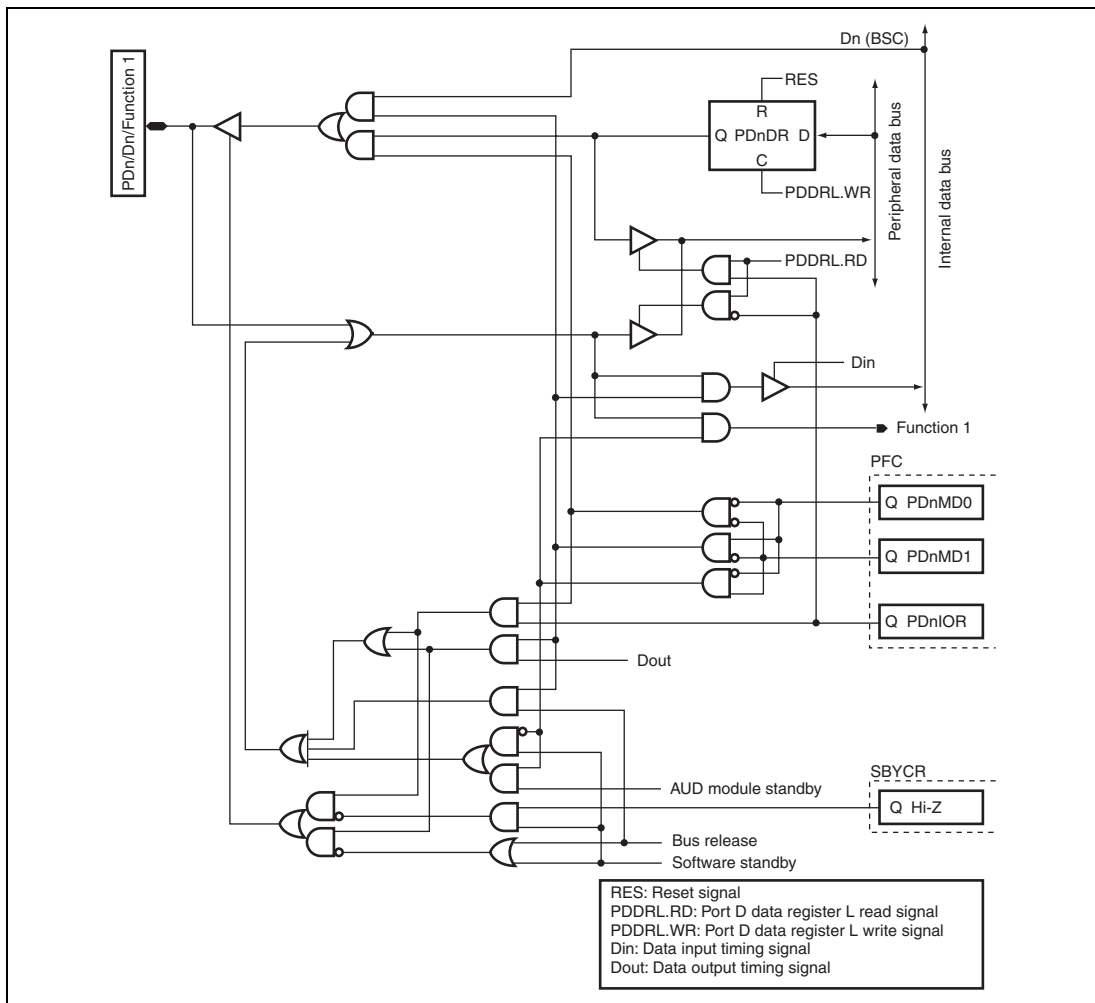 PDn/Dn/Function 1
Dn (BSC)
RES
R
Q PDnDR D
C
PDDRL.WR
Peripheral data bus
Internal data bus
PDDRL.RD
Din
Function 1
PFC
Q PDnMD0
Q PDnMD1
Q PDnIOR
Dout
SBYCR
AUD module standby
Q Hi-Z
Bus release
Software standby
RES: Reset signal
PDDRL.RD: Port D data register L read signal
PDDRL.WR: Port D data register L write signal
Din: Data input timing signal
Dout: Data output timing signal